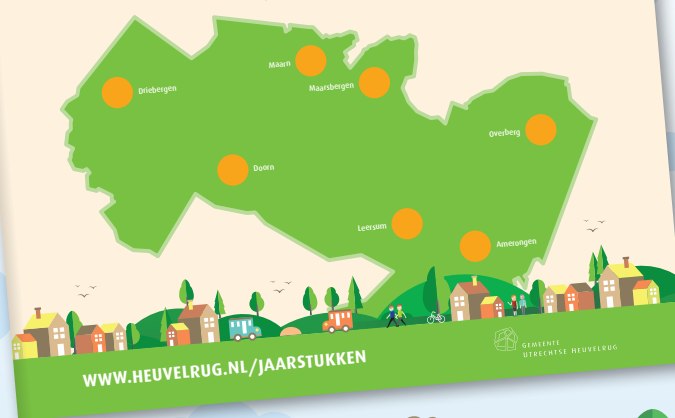 Maarn
Maarsbergen
Driebergen
Overberg
Doorn
Leersum
Amerongen
WWW.HEUVELRUG.NL/JAARSTUKKEN
GEMEENTE
UTRECHTSE HEUVELRUG